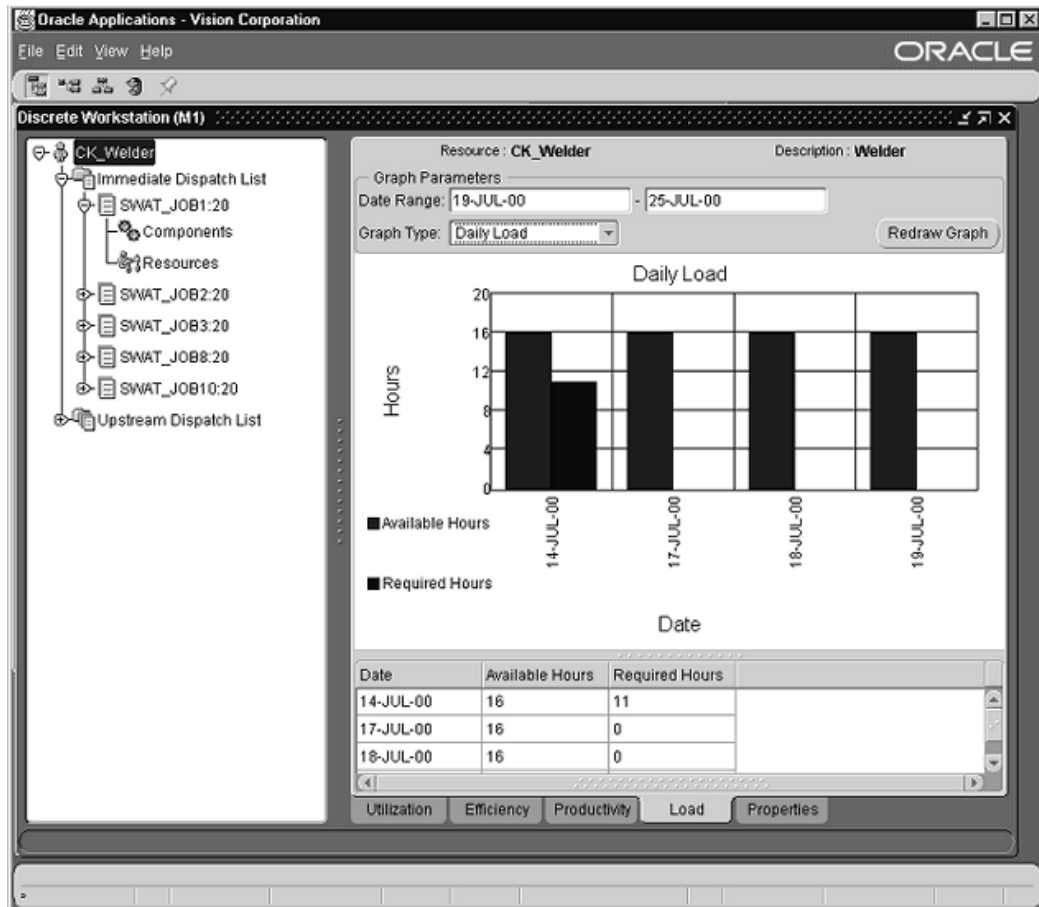 Oracle Applications - Vision Corporation
File Edit View Help
ORACLE
Discrete Workstation (M1)
CK_Welder
Immediate Dispatch List
SWAT_JOB1:20
Components
Resources
SWAT_JOB2:20
SWAT_JOB3:20
SWAT_JOB8:20
SWAT_JOB10:20
Upstream Dispatch List
Resource : CK_Welder Description : Welder
Graph Parameters
Date Range: 19-JUL-00 - 25-JUL-00
Graph Type: Daily Load Redraw Graph
Daily Load
20
16
12
8
4
0
Hours
14-JUL-00 17-JUL-00 18-JUL-00 19-JUL-00
Available Hours
Required Hours
Date
Date Available Hours Required Hours
14-JUL-00 16 11
17-JUL-00 16 0
18-JUL-00 16 0
Utilization Efficiency Productivity Load Properties